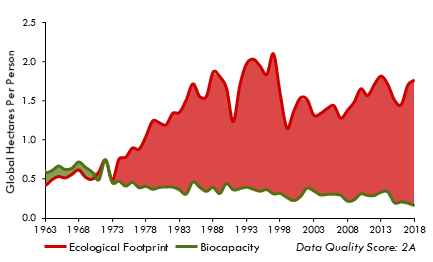 Global Hectares Per Person
2.5
2.0
1.5
1.0
0.5
0.0
1963 1968 1973 1978 1983 1988 1993 1998 2003 2008 2013 2018
Ecological Footprint Biocapacity Data Quality Score: 2A